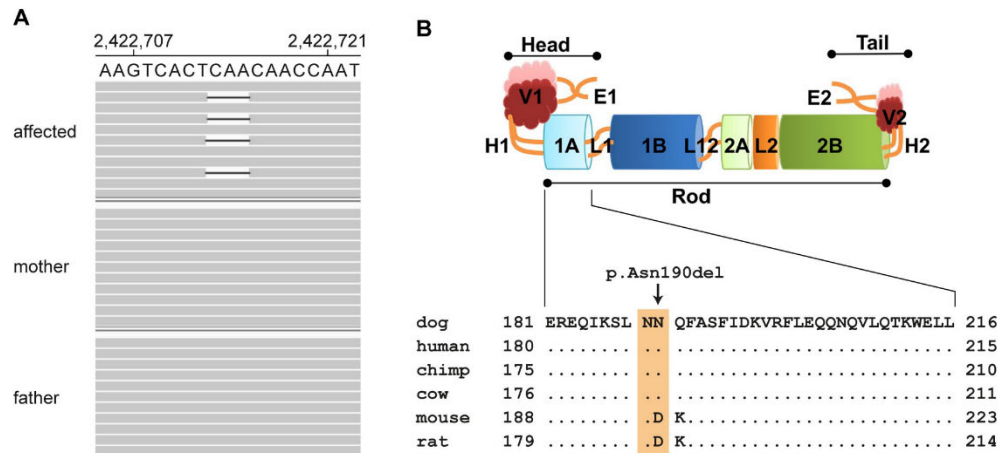 A
2,422,707 2,422,721
AAGTCACTCAACAACCAAT
affected
mother
father
B
Head Tail
V1 E1 E2 V2
H1 1A L1 1B L12 2A L2 2B H2
Rod
p.Asn190del
dog 181 EREQIKSL NN QFASFIDKVRFLEQQNQVLQTKWELL 216
human 180 ........ .. .......................... 215
chimp 175 ........ .. .......................... 210
cow 176 ........ .. .......................... 211
mouse 188 ........ .D K......................... 223
rat 179 ........ .D K......................... 214